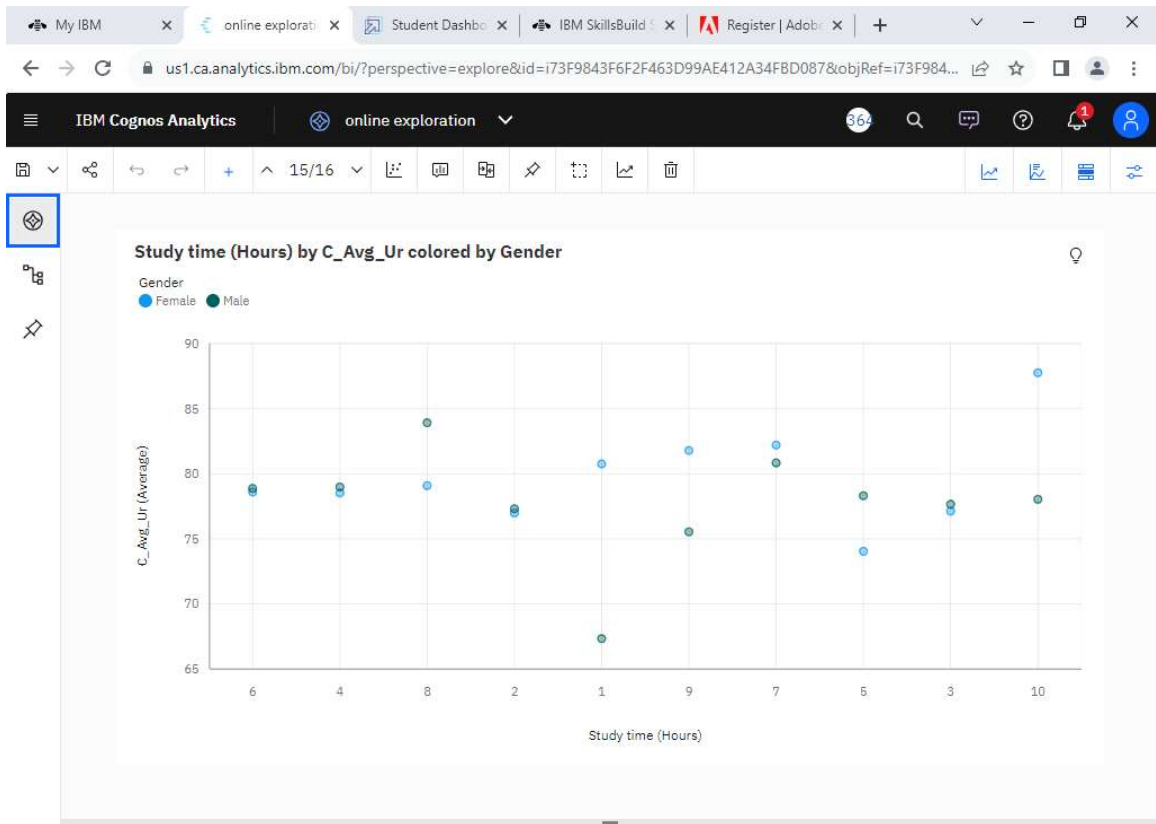 My IBM
online explorati
Student Dashbo
IBM SkillsBuild S
Register | Adobe
us1.ca.analytics.ibm.com/bi/?perspective=explore&id=i73F9843F6F2F463D99AE412A34FBD087&objRef=i73F984...
IBM Cognos Analytics
online exploration
364
1
15/16
Study time (Hours) by C_Avg_Ur colored by Gender
Gender
Female Male
90
85
80
75
70
65
C_Avg_Ur (Average)
6 4 8 2 1 9 7 5 3 10
Study time (Hours)